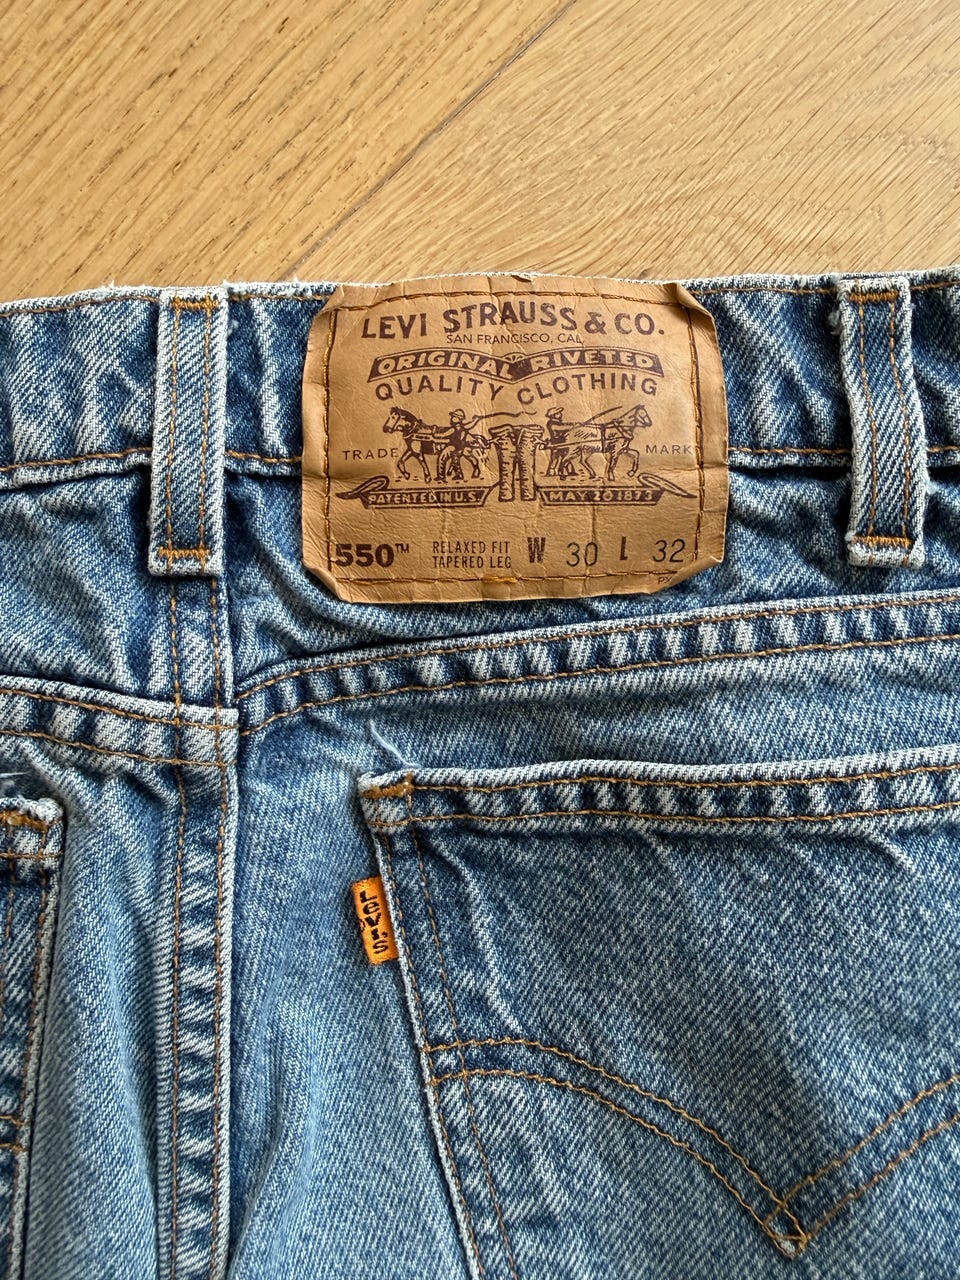 LEVI STRAUSS & CO.
SAN FRANCISCO, CAL.
ORIGINAL RIVETED
QUALITY CLOTHING
TRADE MARK
PATENTED IN U.S. MAY 20 1873
550™ RELAXED FIT W 30 L 32
TAPERED LEG
PX
LEVI'S